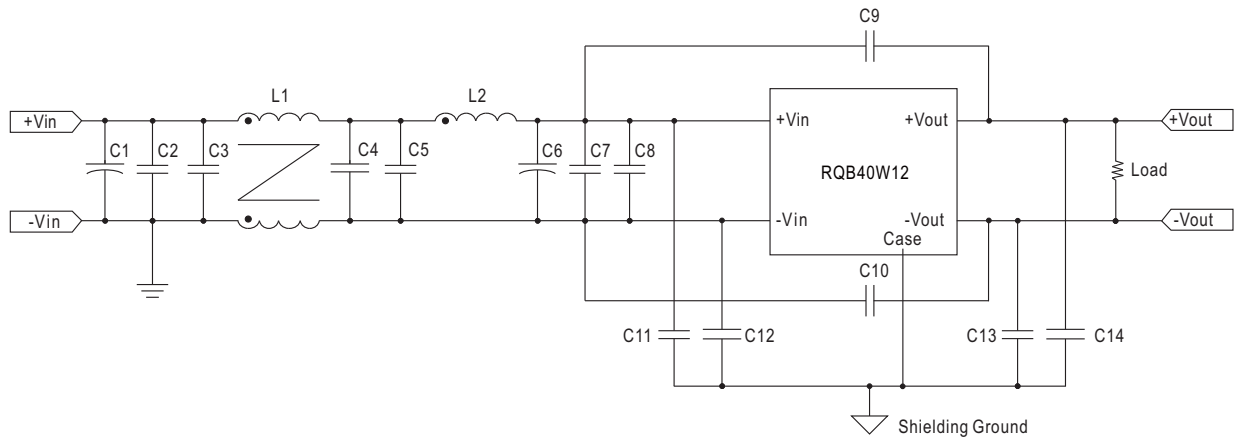 C9
L1
L2
+Vin
+Vin
+Vout
+Vout
C1
C2
C3
C4
C5
C6
C7
C8
RQB40W12
Load
-Vin
-Vin
-Vout
-Vout
Case
C10
C11
C12
C13
C14
Shielding Ground